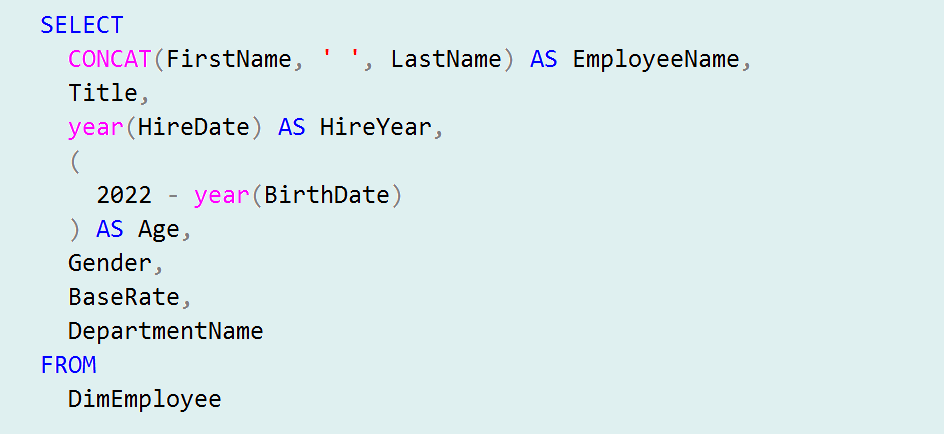 SELECT
CONCAT(FirstName, ' ', LastName) AS EmployeeName,
Title,
year(HireDate) AS HireYear,
(
2022 - year(BirthDate)
) AS Age,
Gender,
BaseRate,
DepartmentName
FROM
DimEmployee